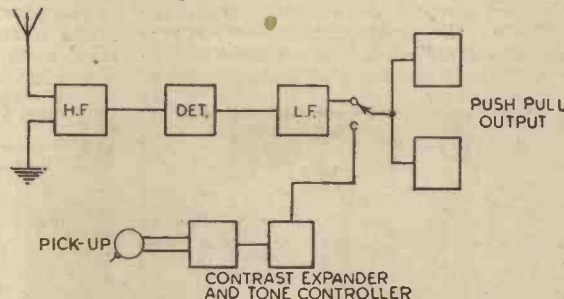 H.F
DET.
L.F.
PUSH PULL
OUTPUT
PICK-UP
CONTRAST EXPANDER
AND TONE CONTROLLER